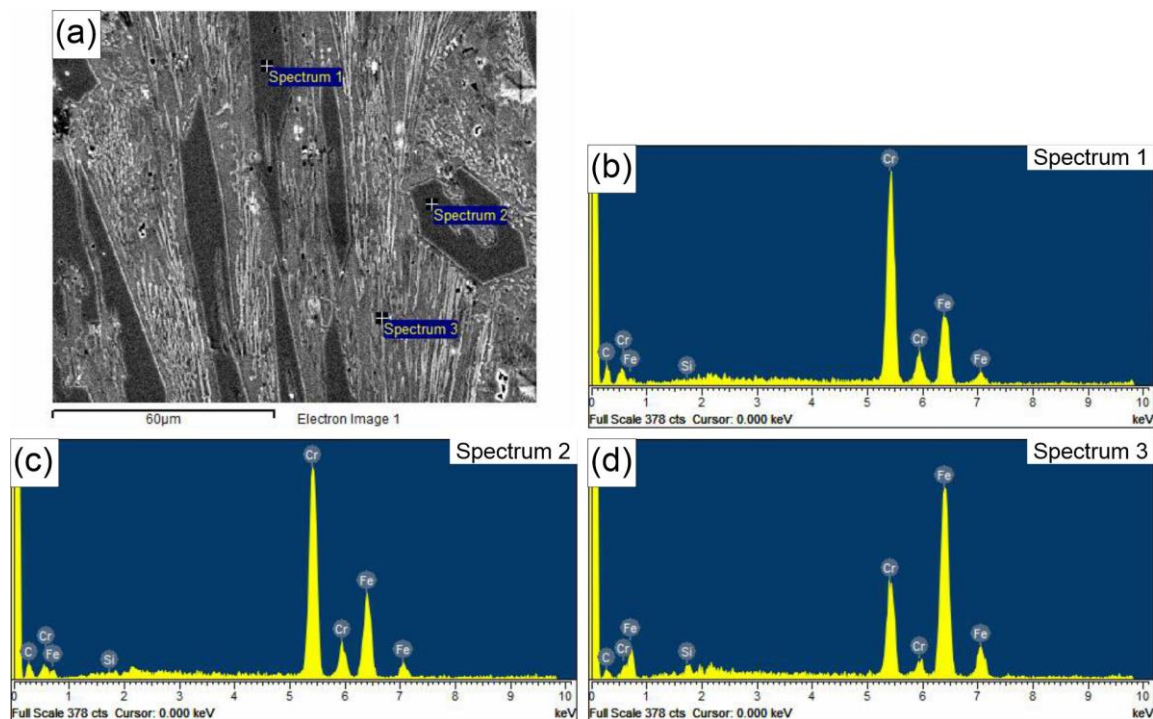 (a)
Spectrum 1
Spectrum 2
Spectrum 3
60µm
Electron Image 1
(b)
Spectrum 1
Cr
Fe
Cr
Cr
C
Fe
Si
Fe
0 1 2 3 4 5 6 7 8 9 10
Full Scale 378 cts Cursor: 0.000 keV
keV
(c)
Spectrum 2
Cr
Fe
Cr
Cr
C
Fe
Si
Fe
0 1 2 3 4 5 6 7 8 9 10
Full Scale 378 cts Cursor: 0.000 keV
keV
(d)
Spectrum 3
Fe
Cr
Fe
Cr
Cr
Fe
C
Si
0 1 2 3 4 5 6 7 8 9 10
Full Scale 378 cts Cursor: 0.000 keV
keV